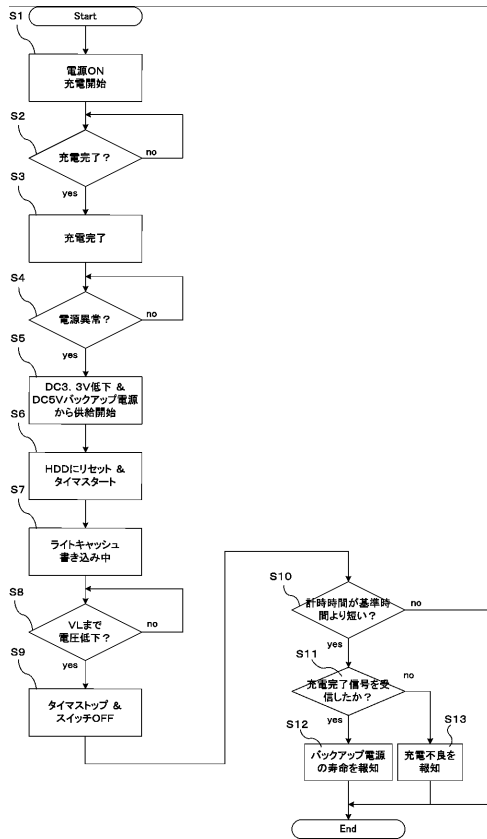 S1
Start
電源ON
充電開始
S2
充電完了？
no
yes
S3
充電完了
S4
電源異常？
no
yes
S5
DC3．3V低下 ＆
DC5Vバックアップ電源
から供給開始
S6
HDDにリセット ＆
タイマスタート
S7
ライトキャッシュ
書き込み中
S8
VLまで
電圧低下？
no
yes
S9
タイマストップ ＆
スイッチOFF
S10
計時時間が基準時
間より短い？
no
yes
S11
充電完了信号を
受信したか？
no
yes
S12
バックアップ電源
の寿命を報知
S13
充電不良を
報知
End